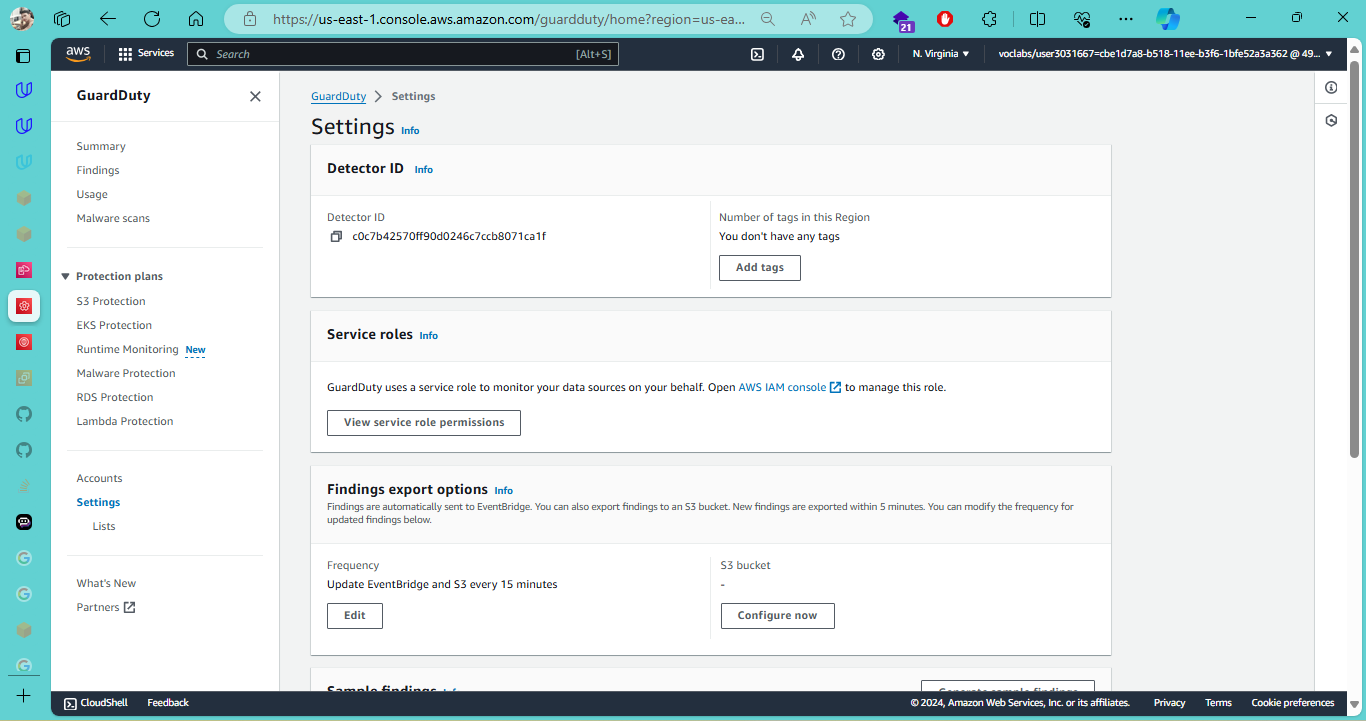 https://us-east-1.console.aws.amazon.com/guardduty/home?region=us-ea...
21
aws
Services
Search
[Alt+S]
N. Virginia
voclabs/user3031667=cbe1d7a8-b518-11ee-b3f6-1bfe52a3a362 @ 49...
GuardDuty
Summary
Findings
Usage
Malware scans
Protection plans
S3 Protection
EKS Protection
Runtime Monitoring New
Malware Protection
RDS Protection
Lambda Protection
Accounts
Settings
Lists
What's New
Partners
GuardDuty Settings
Settings Info
Detector ID Info
Detector ID
c0c7b42570ff90d0246c7ccb8071ca1f
Number of tags in this Region
You don't have any tags
Add tags
Service roles Info
GuardDuty uses a service role to monitor your data sources on your behalf. Open AWS IAM console to manage this role.
View service role permissions
Findings export options Info
Findings are automatically sent to EventBridge. You can also export findings to an S3 bucket. New findings are exported within 5 minutes. You can modify the frequency for
updated findings below.
Frequency
Update EventBridge and S3 every 15 minutes
Edit
S3 bucket
-
Configure now
Sample findings Info
Generate sample findings
CloudShell
Feedback
© 2024, Amazon Web Services, Inc. or its affiliates.
Privacy
Terms
Cookie preferences